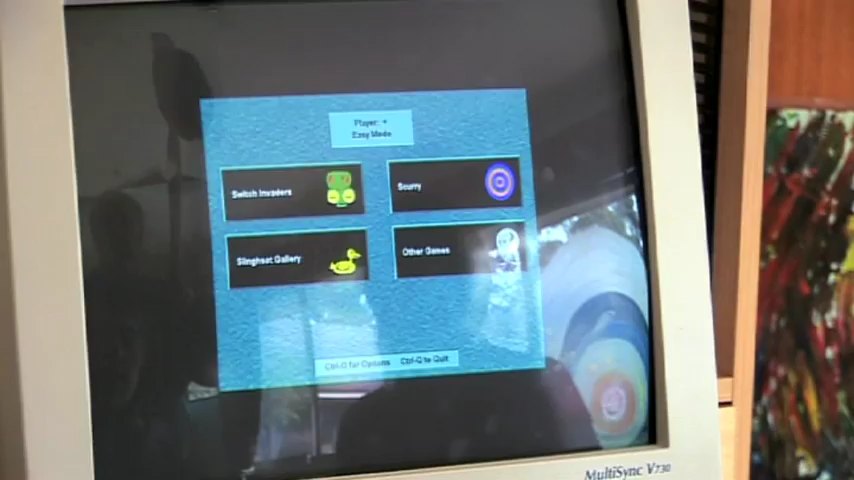 Player: *
Easy Mode
Switch Invaders
Scurry
Slingshot Gallery
Other Games
Ctrl-O for Options Ctrl-Q to Quit
MultiSync V730